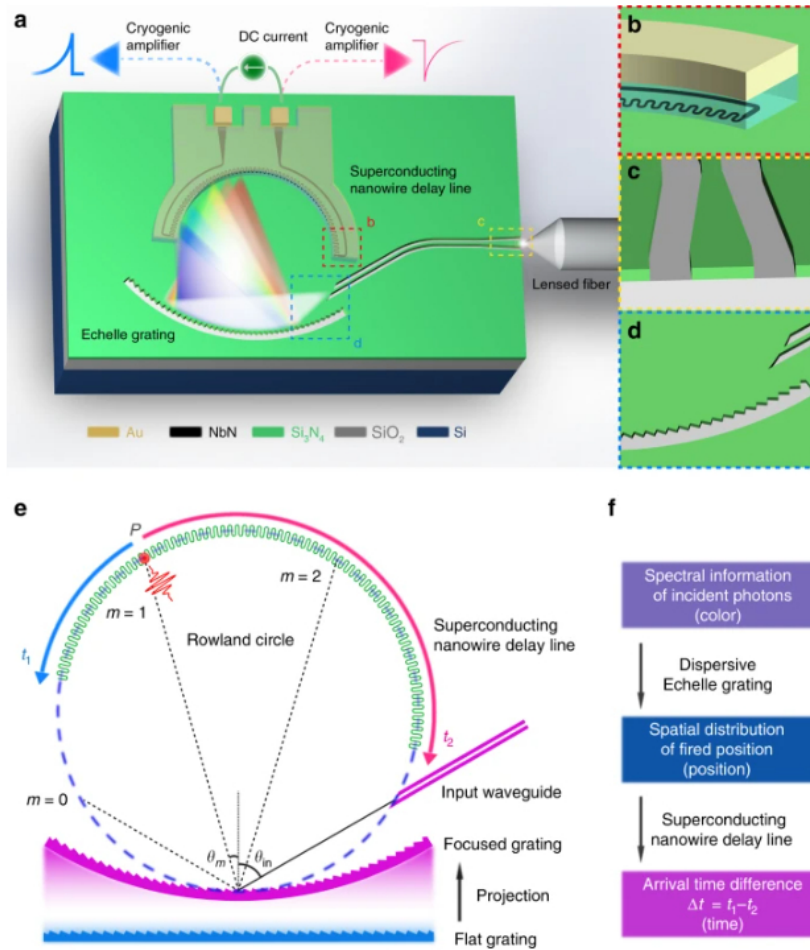 a
Cryogenic
amplifier
DC current
Cryogenic
amplifier
Superconducting
nanowire delay line
b
c
Lensed fiber
Echelle grating
d
Au
NbN
Si₃N₄
SiO₂
Si
b
c
d
e
P
m = 1
m = 2
Rowland circle
Superconducting
nanowire delay line
t₁
t₂
m = 0
Input waveguide
θₘ
θin
Focused grating
Projection
Flat grating
f
Spectral information
of incident photons
(color)
Dispersive
Echelle grating
Spatial distribution
of fired position
(position)
Superconducting
nanowire delay line
Arrival time difference
Δt = t₁–t₂
(time)